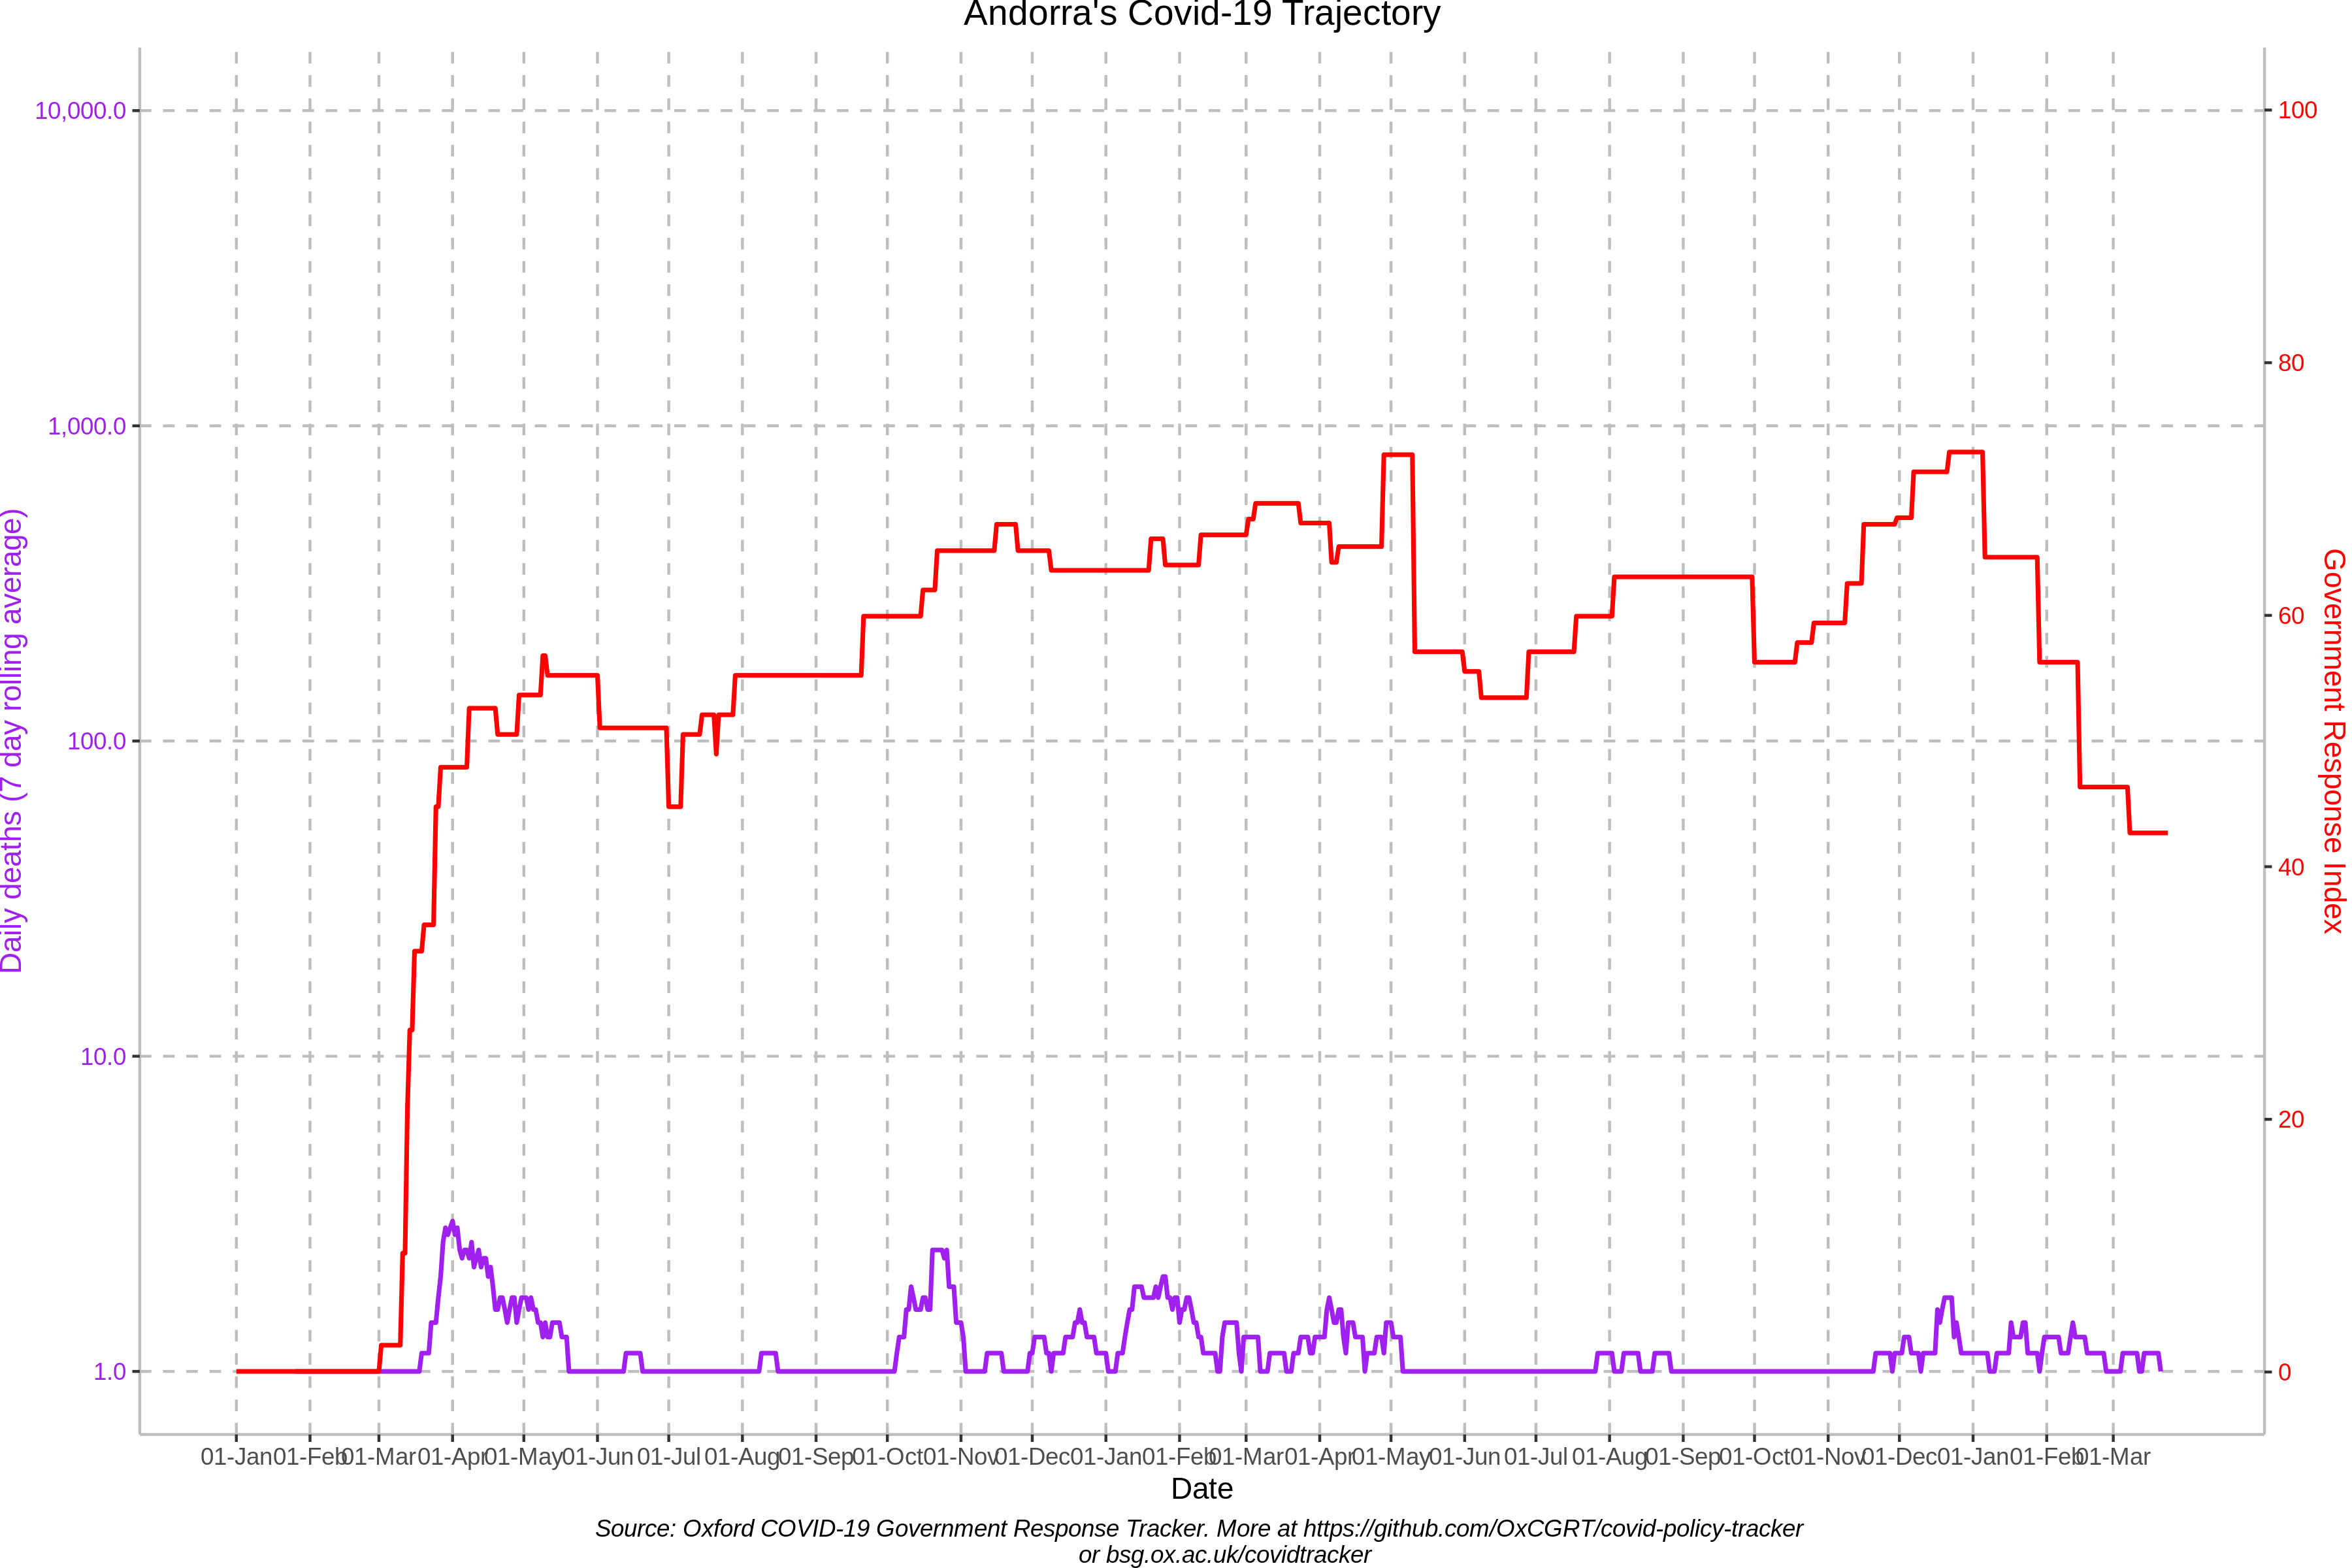 Andorra's Covid-19 Trajectory
10,000.0
1,000.0
100.0
10.0
1.0
Daily deaths (7 day rolling average)
100
80
60
40
20
0
Government Response Index
01-Jan 01-Feb 01-Mar 01-Apr 01-May 01-Jun 01-Jul 01-Aug 01-Sep 01-Oct 01-Nov 01-Dec 01-Jan 01-Feb 01-Mar 01-Apr 01-May 01-Jun 01-Jul 01-Aug 01-Sep 01-Oct 01-Nov 01-Dec 01-Jan 01-Feb 01-Mar
Date
Source: Oxford COVID-19 Government Response Tracker. More at https://github.com/OxCGRT/covid-policy-tracker
or bsg.ox.ac.uk/covidtracker